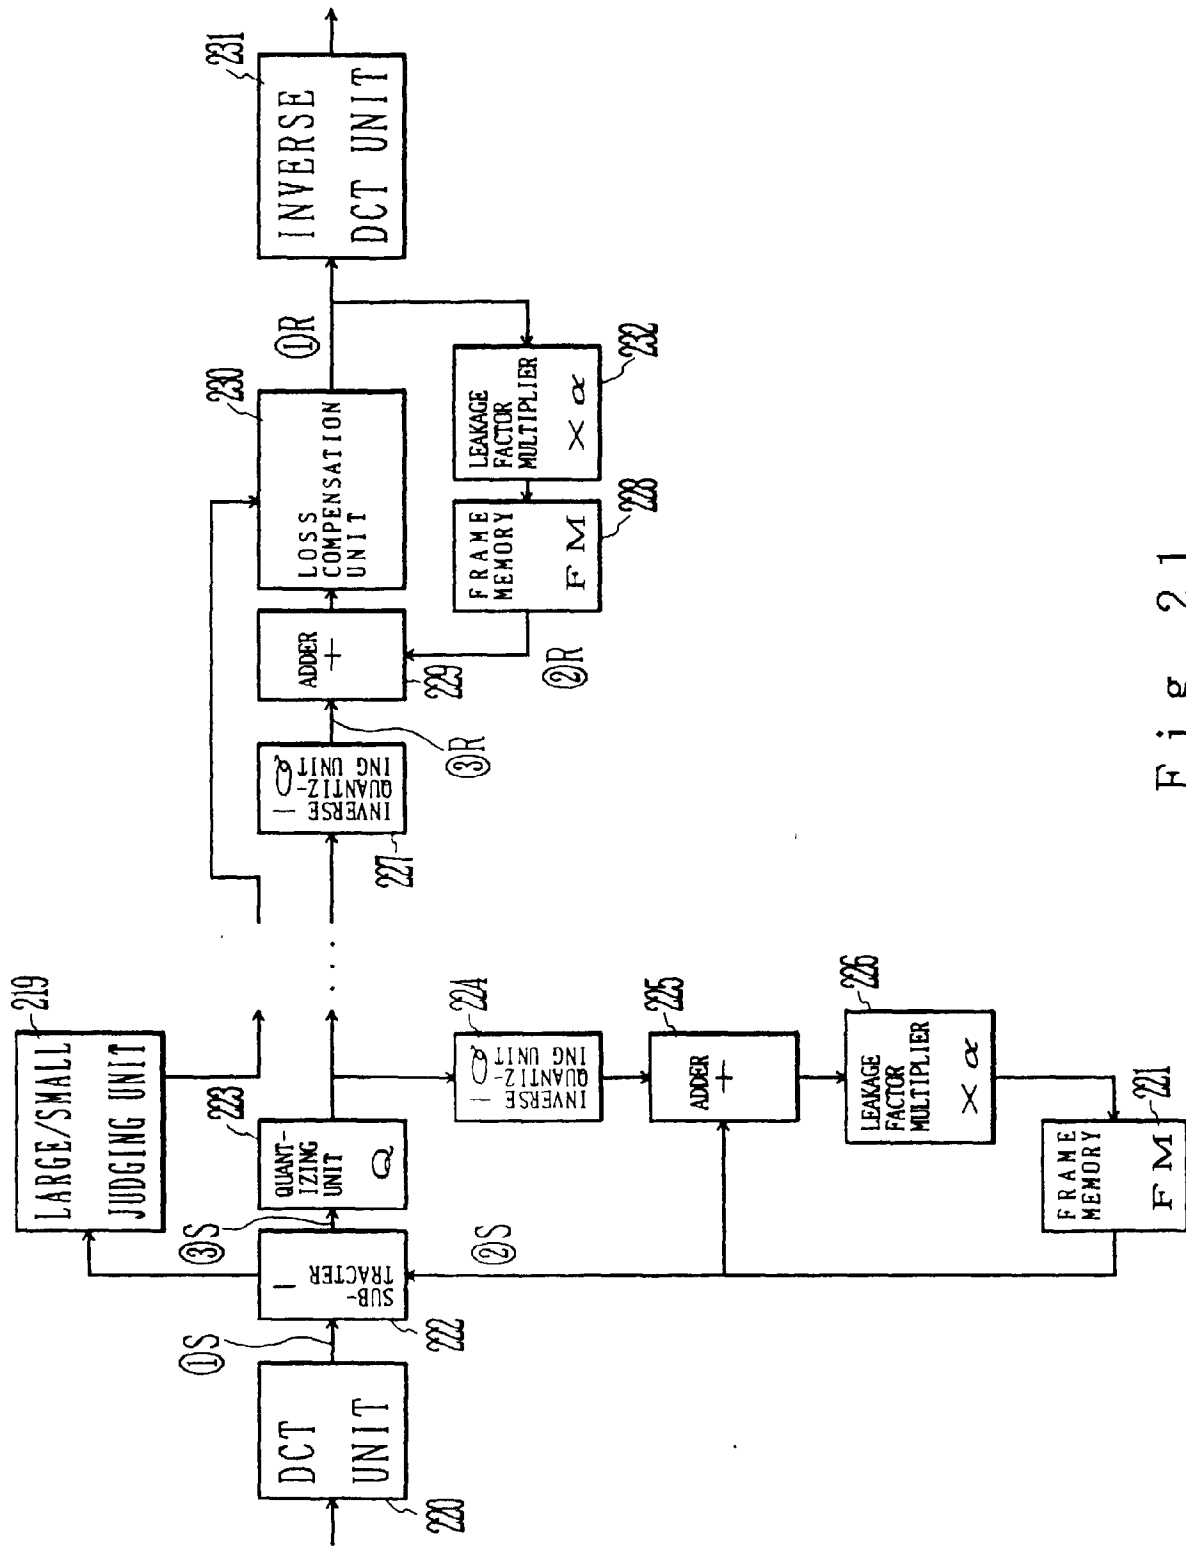 219
LARGE/SMALL
JUDGING UNIT
220
DCT
UNIT
①S
222
SUB-
TRACTER
−
③S
223
QUANT-
IZING
UNIT
Q
②S
224
INVERSE
QUANTIZ-
ING UNIT
− Q
225
ADDER
+
226
LEAKAGE
FACTOR
MULTIPLIER
×α
221
FRAME
MEMORY
FM
. . .
227
INVERSE
QUANTIZ-
ING UNIT
− Q
③R
229
ADDER
+
②R
230
LOSS
COMPENSATION
UNIT
①R
228
FRAME
MEMORY
FM
232
LEAKAGE
FACTOR
MULTIPLIER
×α
231
INVERSE
DCT UNIT
Fig. 21